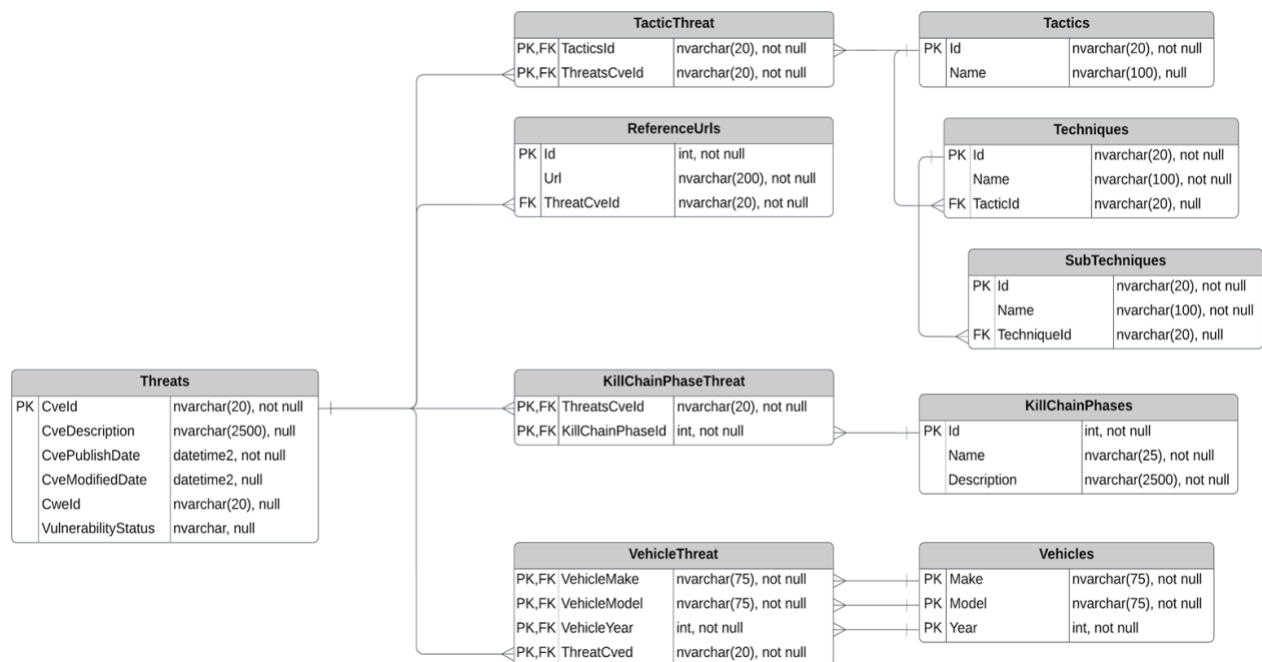 TacticThreat
PK,FK TacticsId nvarchar(20), not null
PK,FK ThreatsCveId nvarchar(20), not null
Tactics
PK Id nvarchar(20), not null
Name nvarchar(100), null
ReferenceUrls
PK Id int, not null
Url nvarchar(200), not null
FK ThreatCveId nvarchar(20), not null
Techniques
PK Id nvarchar(20), not null
Name nvarchar(100), not null
FK TacticId nvarchar(20), null
SubTechniques
PK Id nvarchar(20), not null
Name nvarchar(100), not null
FK TechniqueId nvarchar(20), null
Threats
PK CveId nvarchar(20), not null
CveDescription nvarchar(2500), null
CvePublishDate datetime2, not null
CveModifiedDate datetime2, null
CweId nvarchar(20), null
VulnerabilityStatus nvarchar, null
KillChainPhaseThreat
PK,FK ThreatsCveId nvarchar(20), not null
PK,FK KillChainPhaseId int, not null
KillChainPhases
PK Id int, not null
Name nvarchar(25), not null
Description nvarchar(2500), not null
VehicleThreat
PK,FK VehicleMake nvarchar(75), not null
PK,FK VehicleModel nvarchar(75), not null
PK,FK VehicleYear int, not null
PK,FK ThreatCved nvarchar(20), not null
Vehicles
PK Make nvarchar(75), not null
PK Model nvarchar(75), not null
PK Year int, not null